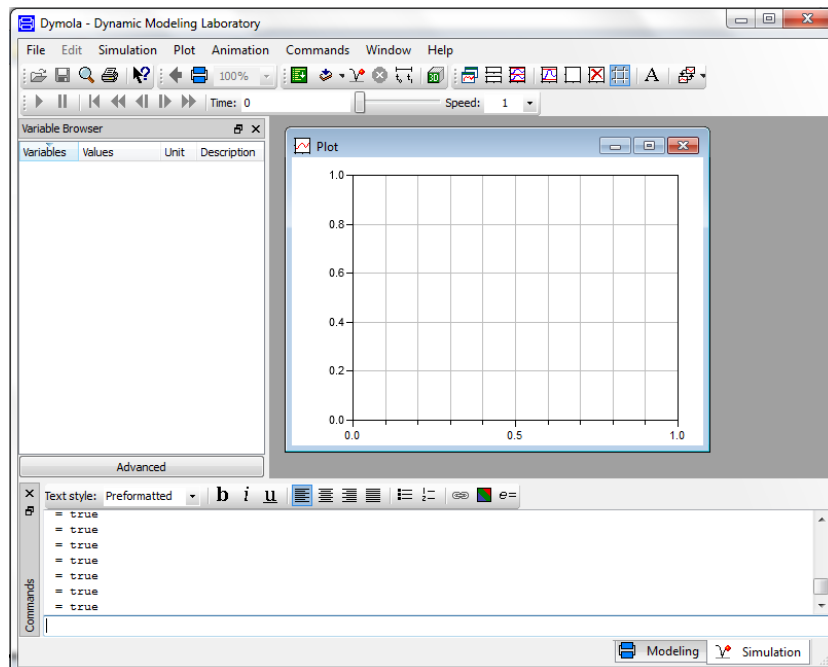 Dymola - Dynamic Modeling Laboratory
File Edit Simulation Plot Animation Commands Window Help
100% 3D A
Time: 0 Speed: 1
Variable Browser
Variables Values Unit Description
Plot
1.0
0.8
0.6
0.4
0.2
0.0
0.0 0.5 1.0
Advanced
Text style: Preformatted b i u e=
= true
= true
= true
= true
= true
= true
= true
Commands
Modeling Simulation